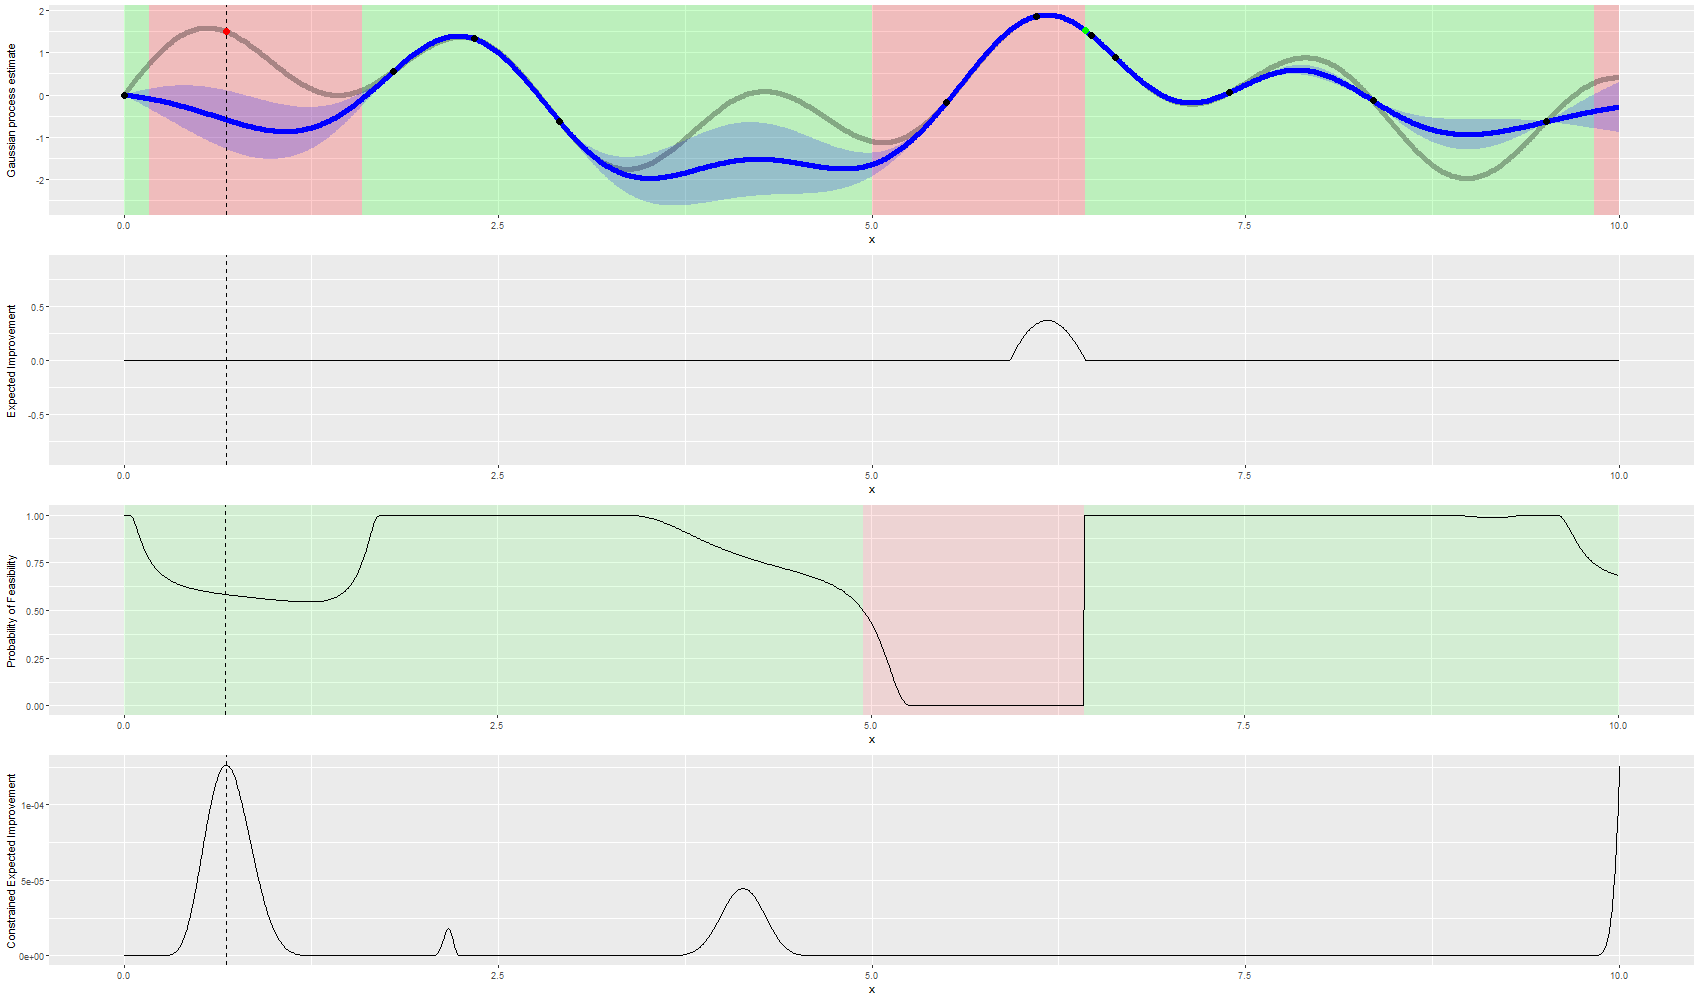 Gaussian process estimate
2
1
0
-1
-2
0.0 2.5 5.0 7.5 10.0
x
Expected Improvement
0.5
0.0
-0.5
0.0 2.5 5.0 7.5 10.0
x
Probability of Feasibility
1.00
0.75
0.50
0.25
0.00
0.0 2.5 5.0 7.5 10.0
x
Constrained Expected Improvement
1e-04
5e-05
0e+00
0.0 2.5 5.0 7.5 10.0
x